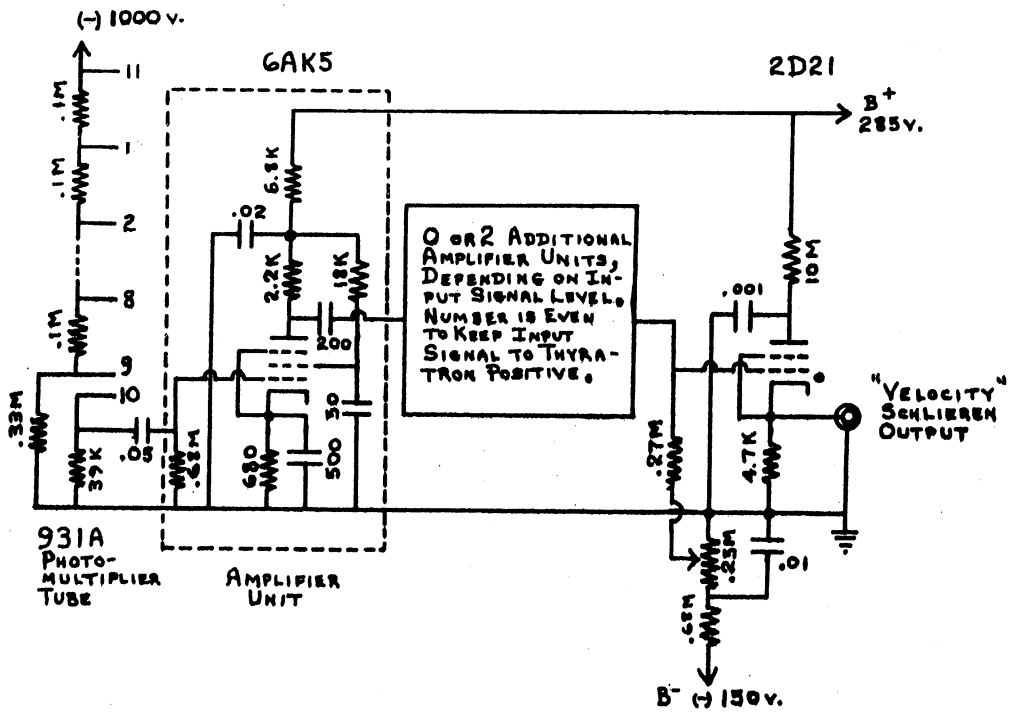 (-) 1000 v.
11
.1M
1
.1M
2
8
.1M
9
10
.33M
39K
.05
931A
PHOTO-
MULTIPLIER
TUBE
6AK5
6.8K
.02
2.2K
18K
200
.68M
680
500
50
AMPLIFIER
UNIT
0 OR 2 ADDITIONAL
AMPLIFIER UNITS,
DEPENDING ON IN-
PUT SIGNAL LEVEL.
NUMBER IS EVEN
TO KEEP INPUT
SIGNAL TO THYRA-
TRON POSITIVE.
2D21
B+
285 v.
10M
.001
.27M
4.7K
"VELOCITY"
SCHLIEREN
OUTPUT
.25M
.01
.68M
B- (-) 150 v.